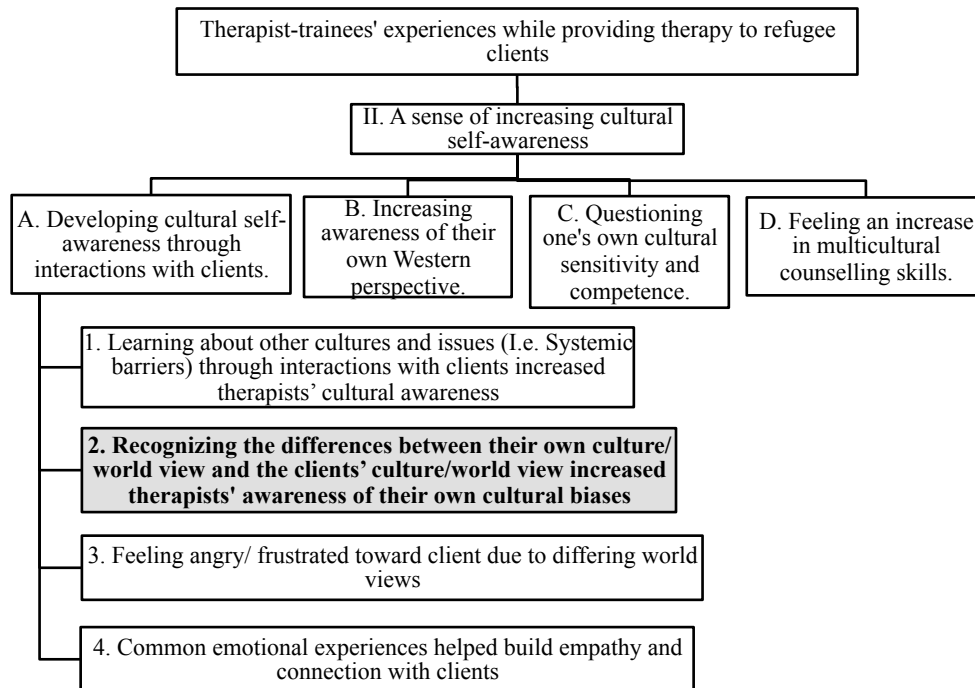 Therapist-trainees' experiences while providing therapy to refugee
clients
II. A sense of increasing cultural
self-awareness
A. Developing cultural self-
awareness through
interactions with clients.
B. Increasing
awareness of their
own Western
perspective.
C. Questioning
one's own cultural
sensitivity and
competence.
D. Feeling an increase
in multicultural
counselling skills.
1. Learning about other cultures and issues (I.e. Systemic
barriers) through interactions with clients increased
therapists’ cultural awareness
2. Recognizing the differences between their own culture/
world view and the clients’ culture/world view increased
therapists' awareness of their own cultural biases
3. Feeling angry/ frustrated toward client due to differing world
views
4. Common emotional experiences helped build empathy and
connection with clients